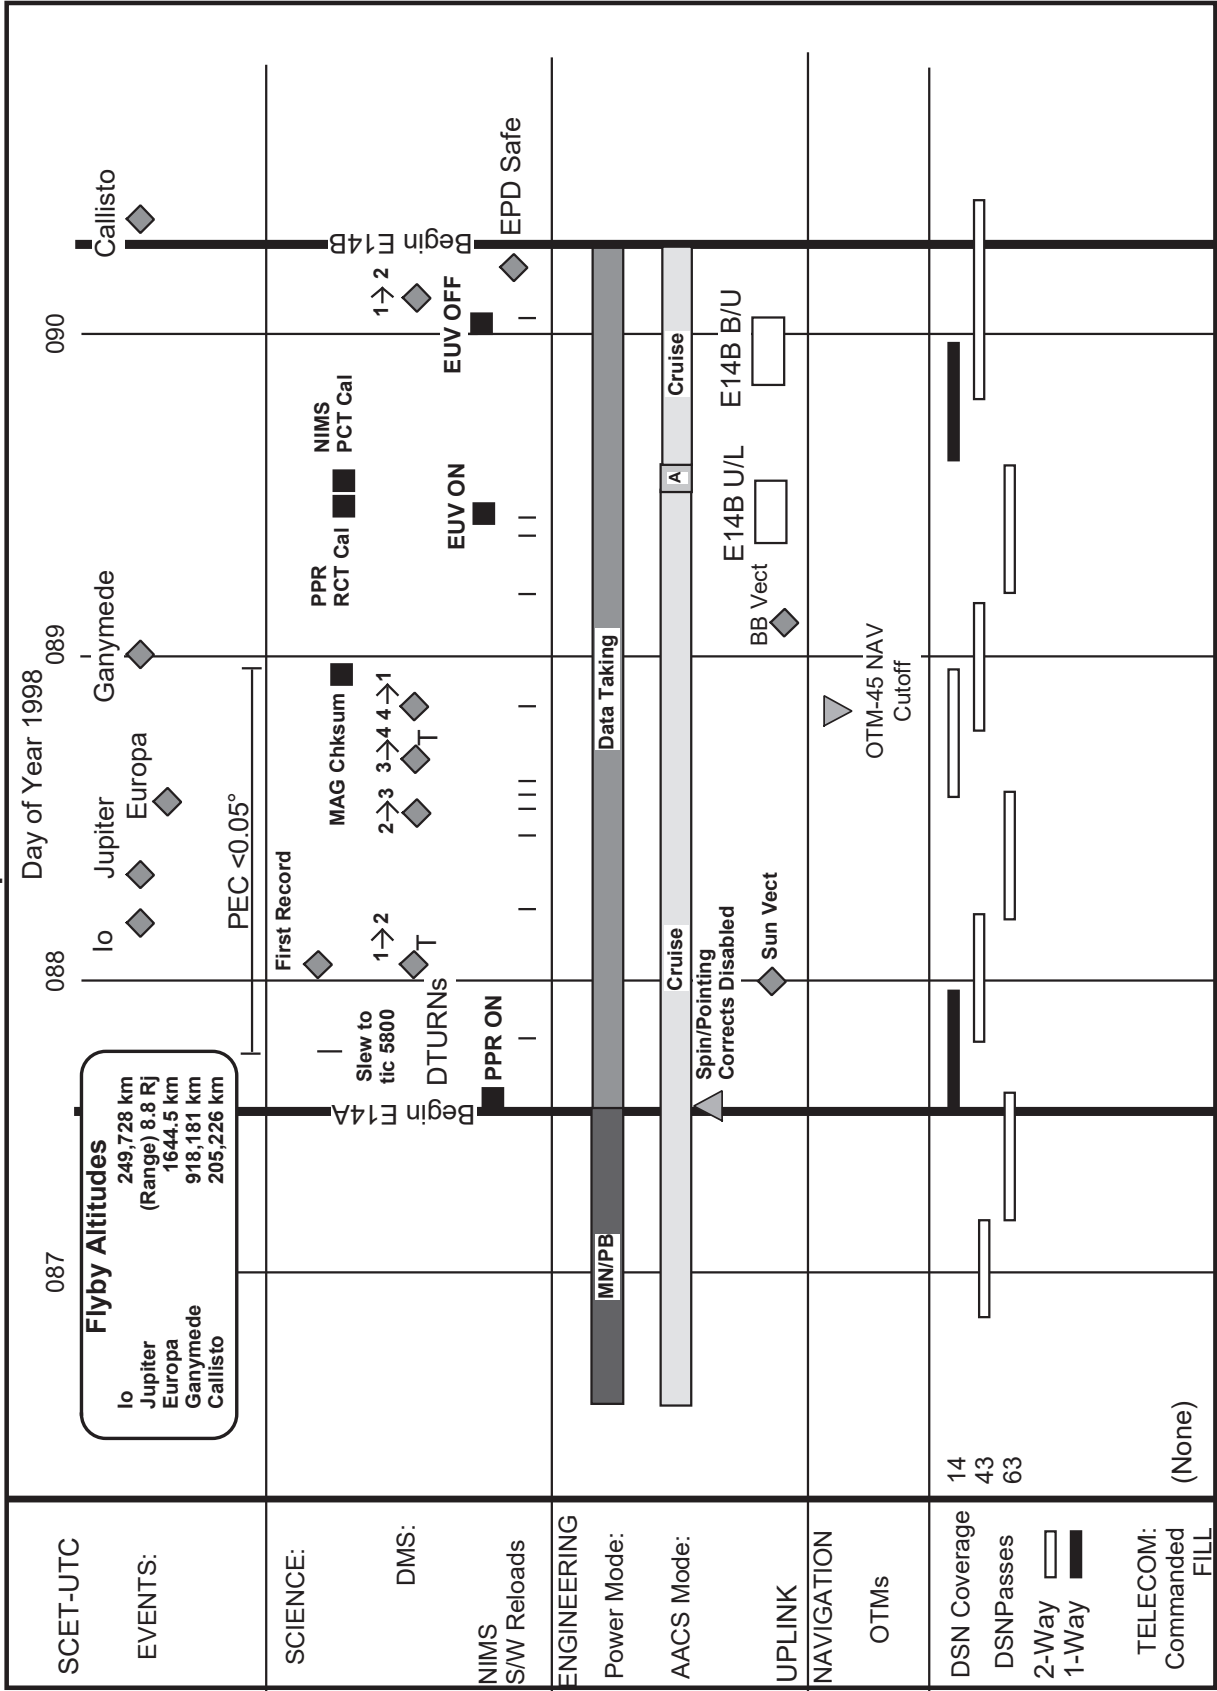 Day of Year 1998
087
088
089
090
SCET-UTC
EVENTS:
Flyby Altitudes
Io 249,728 km
Jupiter (Range) 8.8 Rj
Europa 1644.5 km
Ganymede 918,181 km
Callisto 205,226 km
Io
Jupiter
Europa
Ganymede
Callisto
PEC <0.05°
SCIENCE:
First Record
Slew to
tic 5800
MAG Chksum
PPR
RCT Cal
NIMS
PCT Cal
Begin E14A
Begin E14B
DMS:
1→2
T
2→3
3→4
T
4→1
1→2
DTURNs
NIMS
S/W Reloads
PPR ON
EUV ON
EUV OFF
EPD Safe
ENGINEERING
Power Mode:
MN/PB
Data Taking
AACS Mode:
Cruise
A
Cruise
Spin/Pointing
Corrects Disabled
UPLINK
Sun Vect
BB Vect
E14B U/L
E14B B/U
NAVIGATION
OTMs
OTM-45 NAV
Cutoff
DSN Coverage
14
43
63
DSNPasses
2-Way
1-Way
TELECOM:
Commanded
FILL
(None)